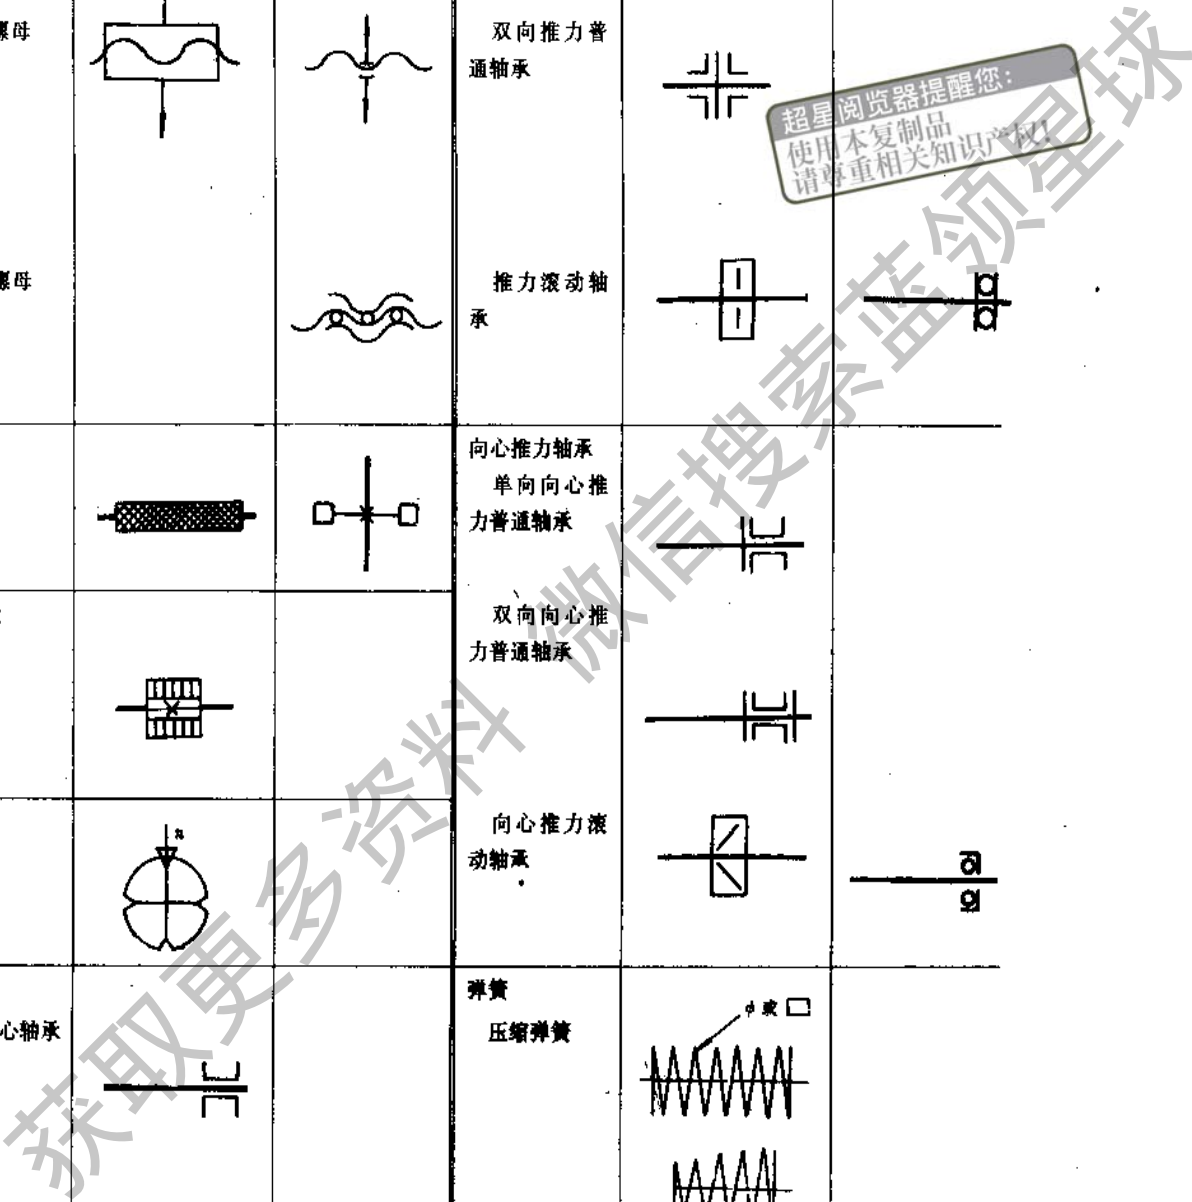 螺母
螺母
n
心轴承
双向推力普
通轴承
推力滚动轴
承
向心推力轴承
单向向心推
力普通轴承
双向向心推
力普通轴承
向心推力滚
动轴承
弹簧
压缩弹簧
φ或□
超星阅览器提醒您：
使用本复制品
请尊重相关知识产权！
获取更多资料 微信搜索蓝领星球